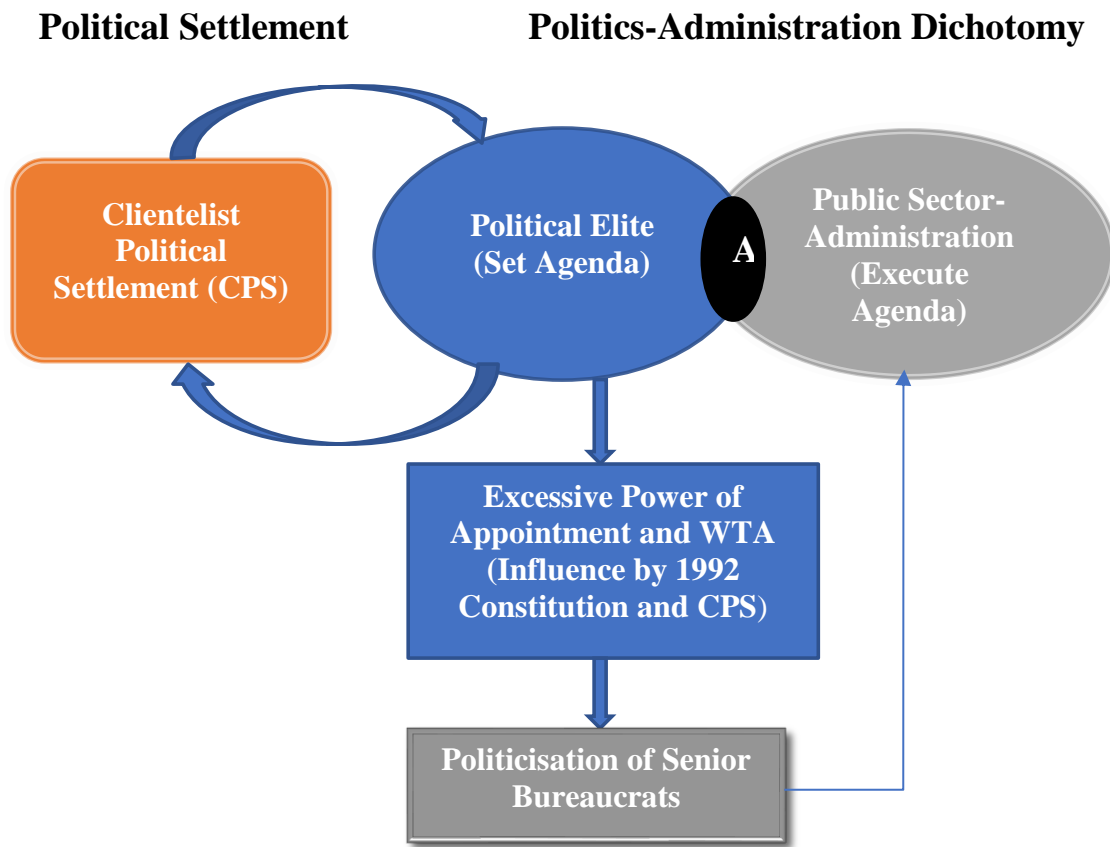 Political Settlement
Politics-Administration Dichotomy
Clientelist
Political
Settlement (CPS)
Political Elite
(Set Agenda)
A
Public Sector-
Administration
(Execute
Agenda)
Excessive Power of
Appointment and WTA
(Influence by 1992
Constitution and CPS)
Politicisation of Senior
Bureaucrats